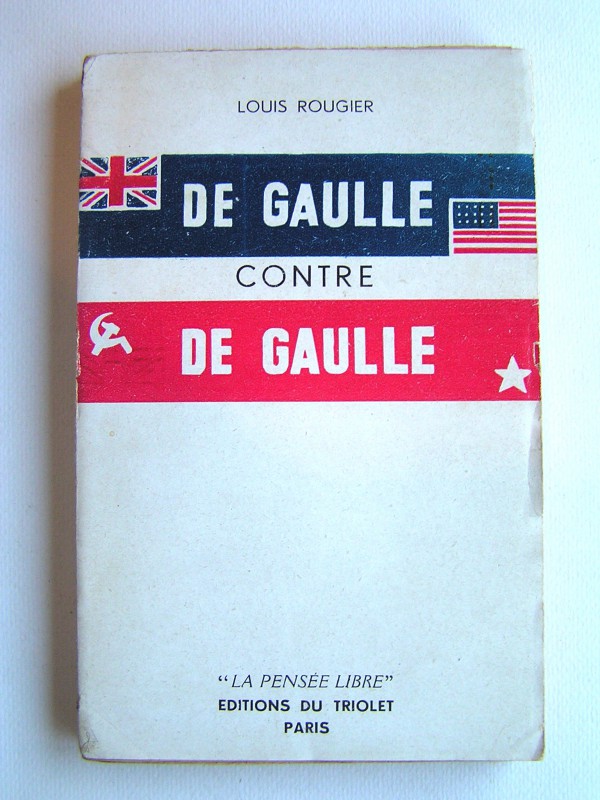 LOUIS ROUGIER
DE GAULLE
CONTRE
DE GAULLE
“LA PENSÉE LIBRE”
EDITIONS DU TRIOLET
PARIS